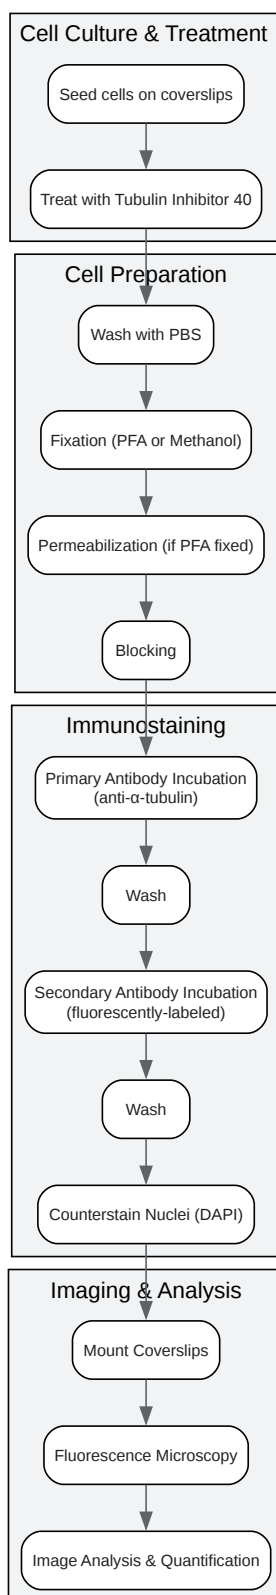 Cell Culture & Treatment
Seed cells on coverslips
Treat with Tubulin Inhibitor 40
Cell Preparation
Wash with PBS
Fixation (PFA or Methanol)
Permeabilization (if PFA fixed)
Blocking
Immunostaining
Primary Antibody Incubation
(anti-α-tubulin)
Wash
Secondary Antibody Incubation
(fluorescently-labeled)
Wash
Counterstain Nuclei (DAPI)
Imaging & Analysis
Mount Coverslips
Fluorescence Microscopy
Image Analysis & Quantification